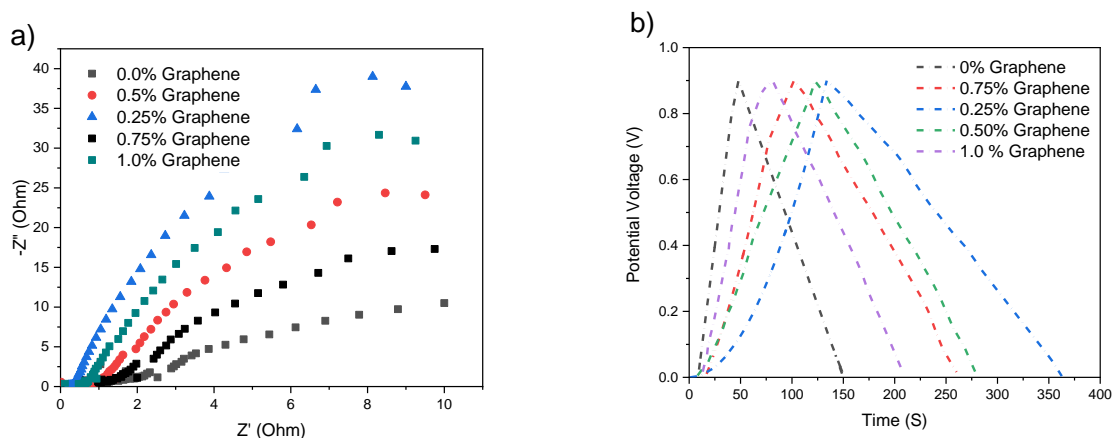 a)
0.0% Graphene
0.5% Graphene
0.25% Graphene
0.75% Graphene
1.0% Graphene
40
35
30
25
20
15
10
5
0
0 2 4 6 8 10
-Z" (Ohm)
Z' (Ohm)
b)
0% Graphene
0.75% Graphene
0.25% Graphene
0.50% Graphene
1.0 % Graphene
1.0
0.8
0.6
0.4
0.2
0.0
0 50 100 150 200 250 300 350 400
Potential Voltage (V)
Time (S)